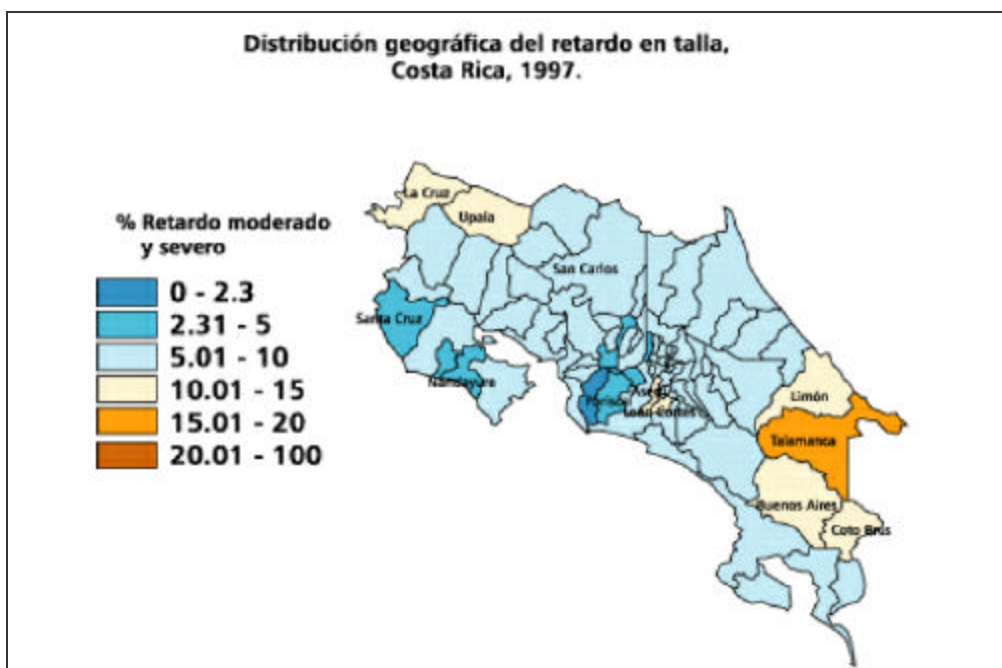 Distribución geográfica del retardo en talla,
Costa Rica, 1997.
% Retardo moderado
y severo
0 - 2.3
2.31 - 5
5.01 - 10
10.01 - 15
15.01 - 20
20.01 - 100
La Cruz
Upala
San Carlos
Santa Cruz
Nandayure
León Cortes
Limón
Talamanca
Buenos Aires
Coto Brus